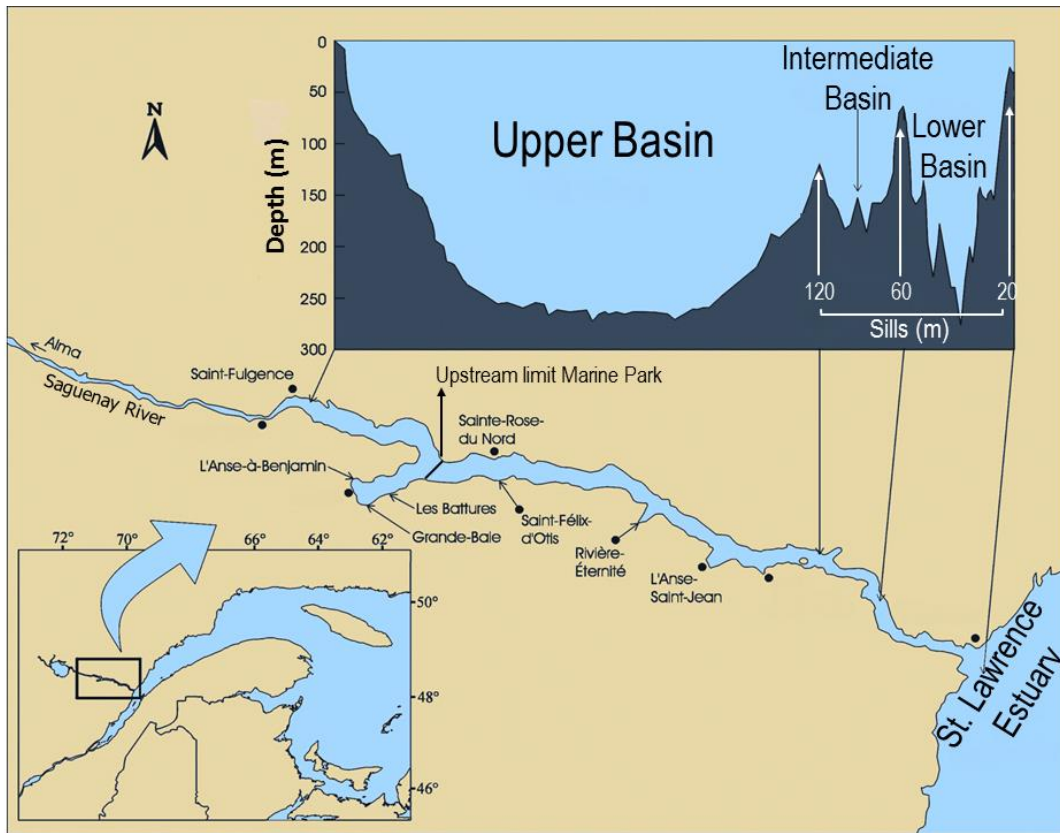 0
50
100
150
200
250
300
Depth (m)
Upper Basin
Intermediate
Basin
Lower
Basin
120
60
20
Sills (m)
N
Alma
Saguenay River
Saint-Fulgence
Upstream limit Marine Park
Sainte-Rose-
du Nord
L'Anse-à-Benjamin
Les Battures
Grande-Baie
Saint-Félix-
d'Otis
Rivière-
Éternité
L'Anse-
Saint-Jean
St. Lawrence
Estuary
72°
70°
66°
64°
62°
50°
48°
46°